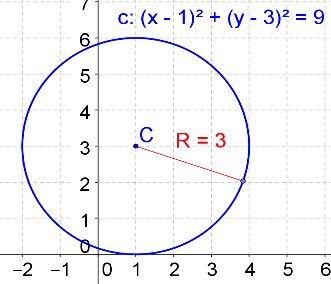 7
c: (x - 1)² + (y - 3)² = 9
6
5
4
C
R = 3
3
2
1
0
−2 −1 0 1 2 3 4 5 6